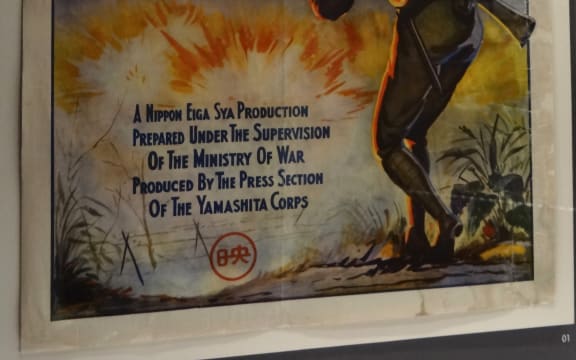 A NIPPON EIGA SYA PRODUCTION
PREPARED UNDER THE SUPERVISION
OF THE MINISTRY OF WAR
PRODUCED BY THE PRESS SECTION
OF THE YAMASHITA CORPS
映
01